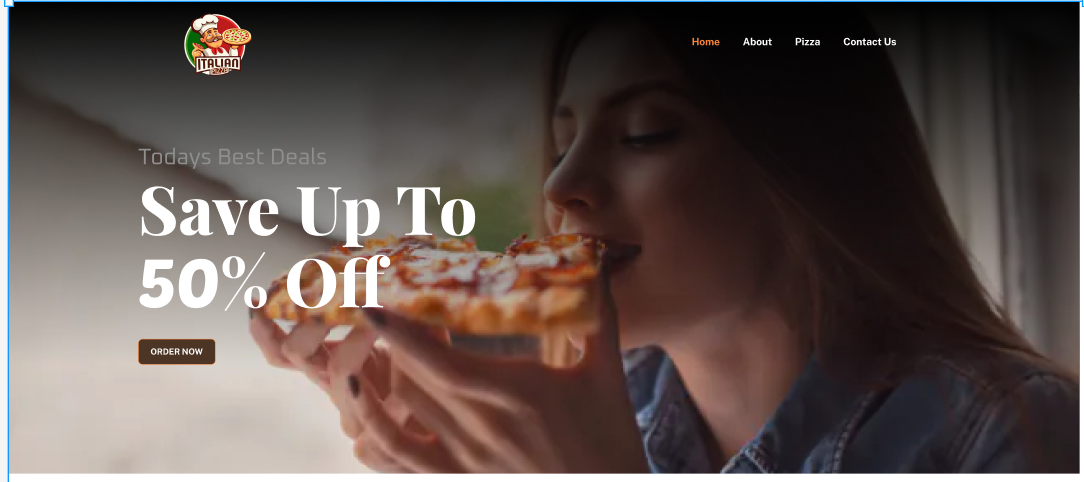 ITALIAN
PIZZA
Home About Pizza Contact Us
Todays Best Deals
Save Up To
50% Off
ORDER NOW